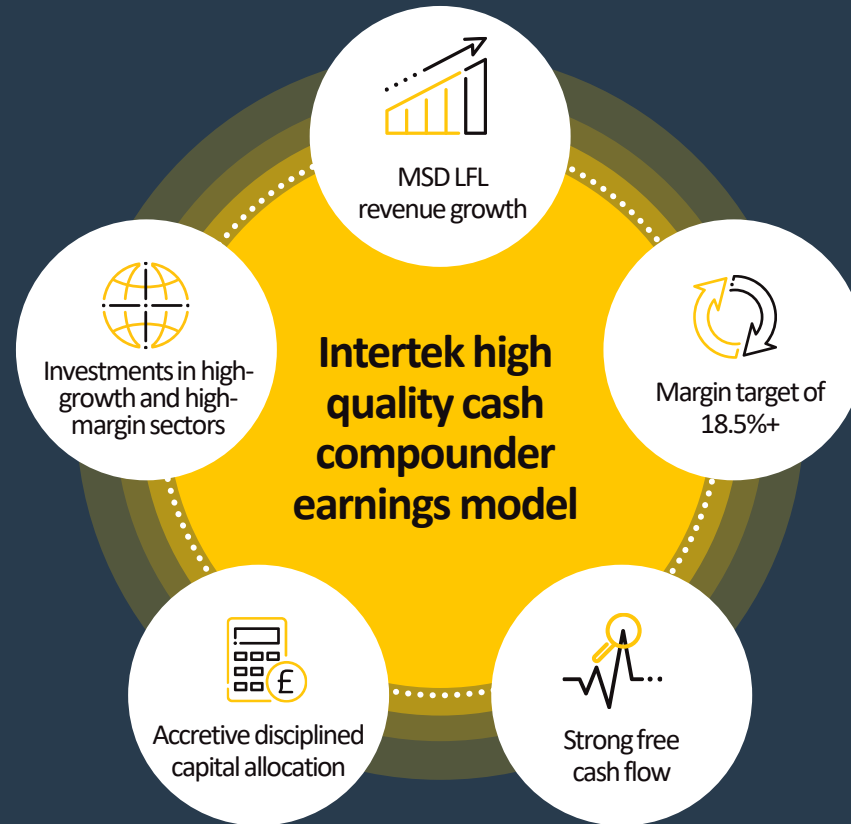 MSD LFL
revenue growth
Investments in high-
growth and high-
margin sectors
Intertek high
quality cash
compounder
earnings model
Margin target of
18.5%+
£
Accretive disciplined
capital allocation
Strong free
cash flow